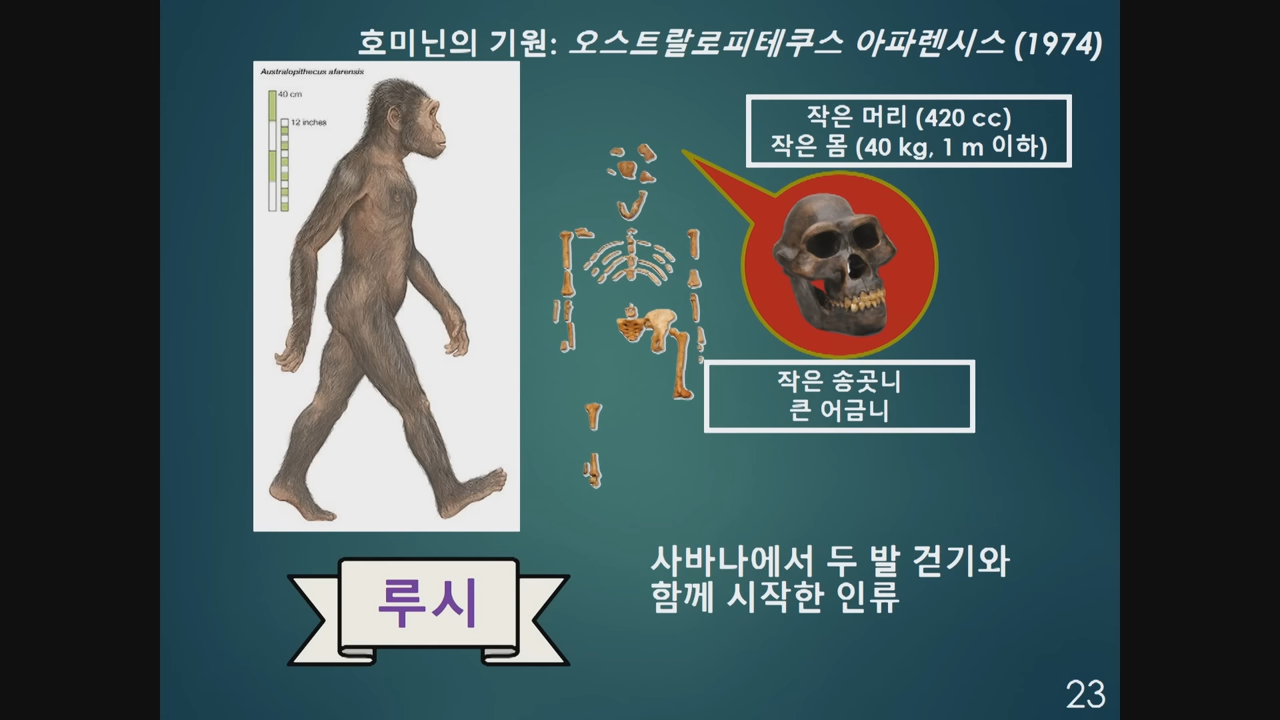 호미닌의 기원: 오스트랄로피테쿠스 아파렌시스 (1974)
Australopithecus afarensis
40 cm
12 inches
작은 머리 (420 cc)
작은 몸 (40 kg, 1 m 이하)
작은 송곳니
큰 어금니
루시
사바나에서 두 발 걷기와
함께 시작한 인류
23